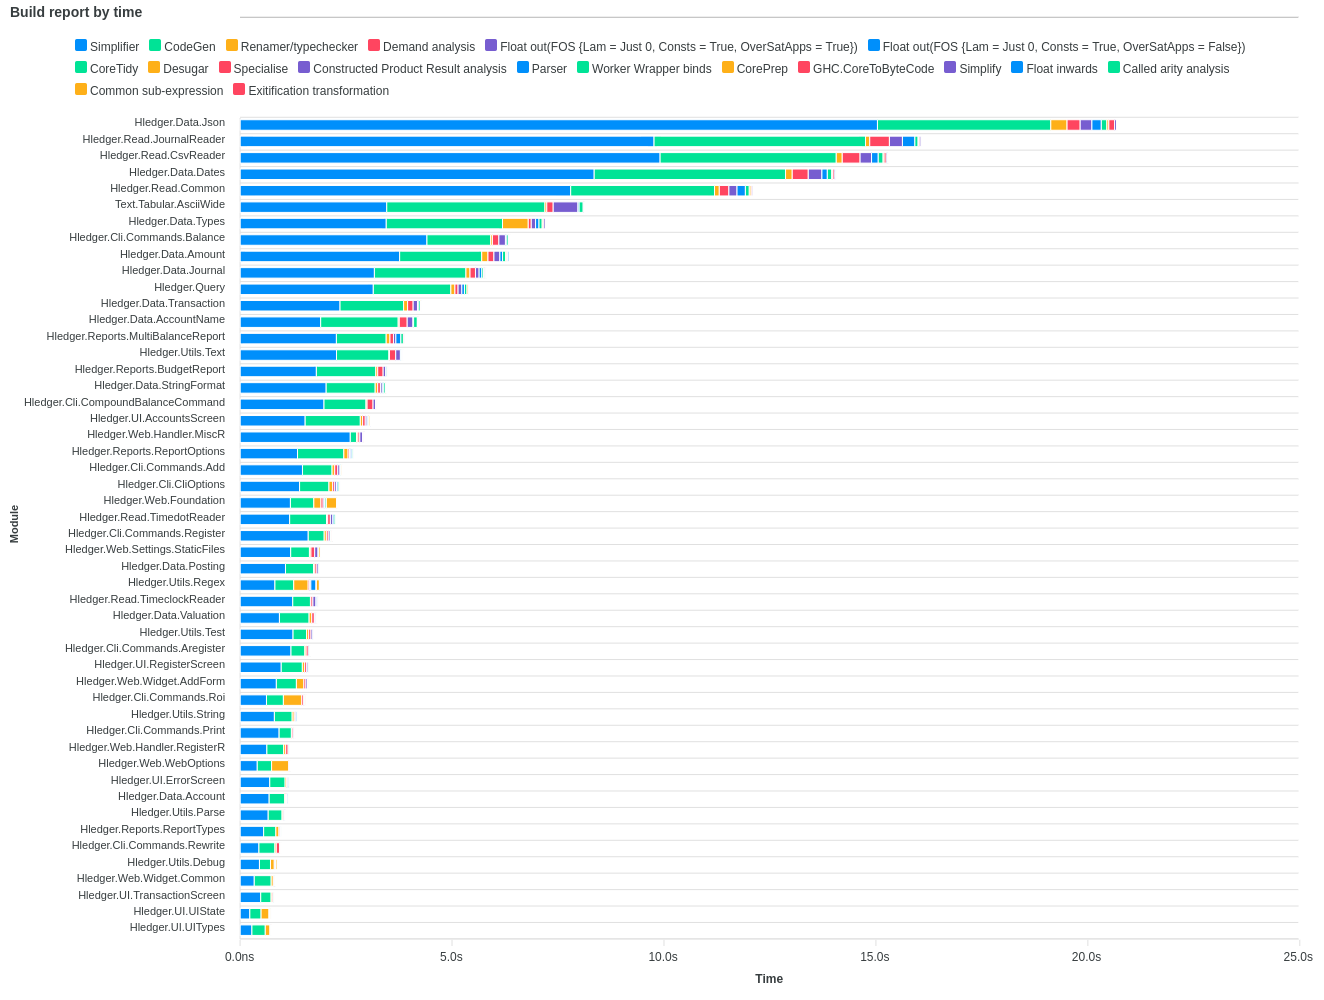 Build report by time
Simplifier CodeGen Renamer/typechecker Demand analysis Float out(FOS {Lam = Just 0, Consts = True, OverSatApps = True}) Float out(FOS {Lam = Just 0, Consts = True, OverSatApps = False})
CoreTidy Desugar Specialise Constructed Product Result analysis Parser Worker Wrapper binds CorePrep GHC.CoreToByteCode Simplify Float inwards Called arity analysis
Common sub-expression Exitification transformation
Hledger.Data.Json
Hledger.Read.JournalReader
Hledger.Read.CsvReader
Hledger.Data.Dates
Hledger.Read.Common
Text.Tabular.AsciiWide
Hledger.Data.Types
Hledger.Cli.Commands.Balance
Hledger.Data.Amount
Hledger.Data.Journal
Hledger.Query
Hledger.Data.Transaction
Hledger.Data.AccountName
Hledger.Reports.MultiBalanceReport
Hledger.Utils.Text
Hledger.Reports.BudgetReport
Hledger.Data.StringFormat
Hledger.Cli.CompoundBalanceCommand
Hledger.UI.AccountsScreen
Hledger.Web.Handler.MiscR
Hledger.Reports.ReportOptions
Hledger.Cli.Commands.Add
Hledger.Cli.CliOptions
Hledger.Web.Foundation
Hledger.Read.TimedotReader
Hledger.Cli.Commands.Register
Hledger.Web.Settings.StaticFiles
Hledger.Data.Posting
Hledger.Utils.Regex
Hledger.Read.TimeclockReader
Hledger.Data.Valuation
Hledger.Utils.Test
Hledger.Cli.Commands.Aregister
Hledger.UI.RegisterScreen
Hledger.Web.Widget.AddForm
Hledger.Cli.Commands.Roi
Hledger.Utils.String
Hledger.Cli.Commands.Print
Hledger.Web.Handler.RegisterR
Hledger.Web.WebOptions
Hledger.UI.ErrorScreen
Hledger.Data.Account
Hledger.Utils.Parse
Hledger.Reports.ReportTypes
Hledger.Cli.Commands.Rewrite
Hledger.Utils.Debug
Hledger.Web.Widget.Common
Hledger.UI.TransactionScreen
Hledger.UI.UIState
Hledger.UI.UITypes
Module
0.0ns 5.0s 10.0s 15.0s 20.0s 25.0s
Time